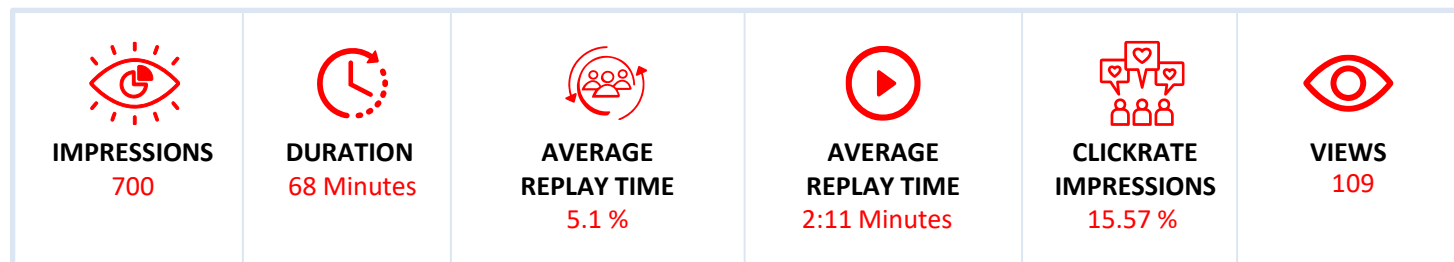 IMPRESSIONS
700
DURATION
68 Minutes
AVERAGE
REPLAY TIME
5.1 %
AVERAGE
REPLAY TIME
2:11 Minutes
CLICKRATE
IMPRESSIONS
15.57 %
VIEWS
109